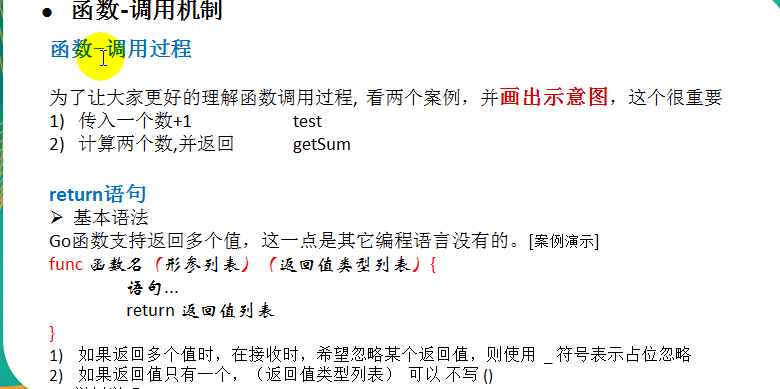 ● 函数-调用机制
函数-调用过程
为了让大家更好的理解函数调用过程, 看两个案例，并画出示意图，这个很重要
1) 传入一个数+1 test
2) 计算两个数,并返回 getSum
return语句
➢ 基本语法
Go函数支持返回多个值，这一点是其它编程语言没有的。[案例演示]
func 函数名（形参列表）（返回值类型列表）{
语句...
return 返回值列表
}
1) 如果返回多个值时，在接收时，希望忽略某个返回值，则使用 _ 符号表示占位忽略
2) 如果返回值只有一个，（返回值类型列表） 可以 不写 ()